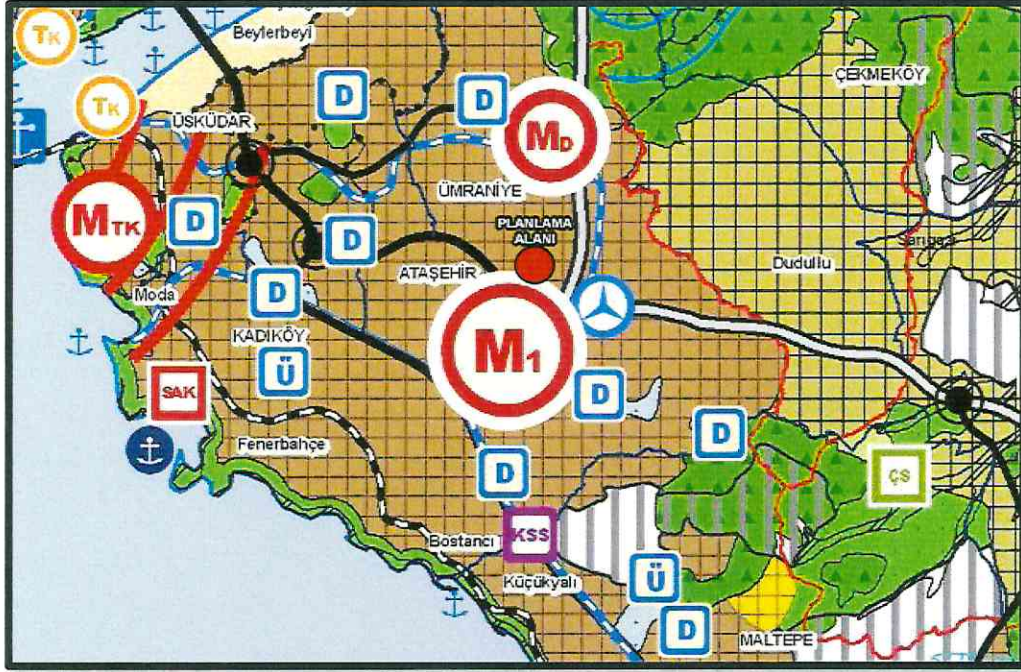 Beylerbeyi
TK
TK
ÇEKMEKÖY
D
D
ÜSKÜDAR
MD
ÜMRANİYE
MTK
D
PLANLAMA
ALANI
D
ATAŞEHİR
Dudullu
Moda
D
KADIKÖY
M1
Ü
SAK
D
D
Fenerbahçe
ÇS
D
Bostancı
KSS
Küçükyalı
Ü
D
MALTEPE